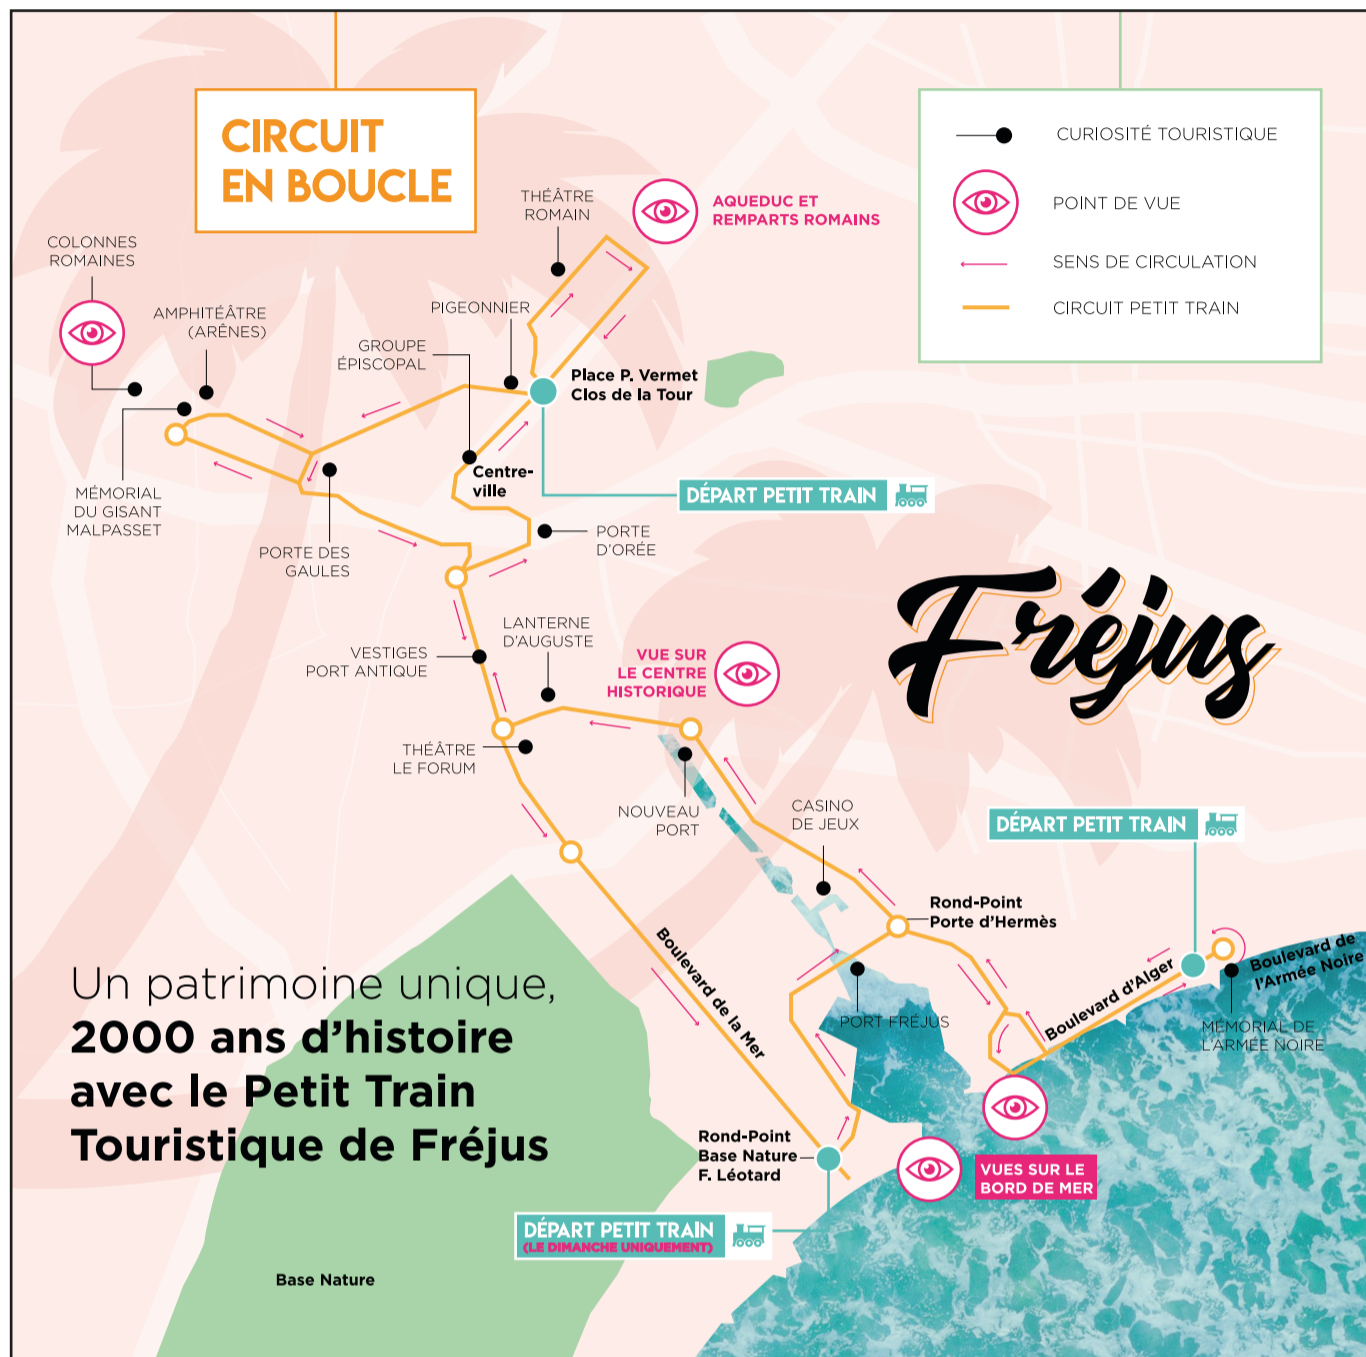 CIRCUIT
EN BOUCLE
CURIOSITÉ TOURISTIQUE
POINT DE VUE
SENS DE CIRCULATION
CIRCUIT PETIT TRAIN
THÉÂTRE
ROMAIN
AQUEDUC ET
REMPARTS ROMAINS
COLONNES
ROMAINES
AMPHITÉÂTRE
(ARÊNES)
PIGEONNIER
GROUPE
ÉPISCOPAL
Place P. Vermet
Clos de la Tour
MÉMORIAL
DU GISANT
MALPASSET
Centre-
ville
DÉPART PETIT TRAIN
PORTE DES
GAULES
PORTE
D'ORÉE
Fréjus
LANTERNE
D'AUGUSTE
VESTIGES
PORT ANTIQUE
VUE SUR
LE CENTRE
HISTORIQUE
THÉÂTRE
LE FORUM
NOUVEAU
PORT
CASINO
DE JEUX
DÉPART PETIT TRAIN
Rond-Point
Porte d'Hermès
Boulevard de la Mer
Boulevard d'Alger
Boulevard de
l'Armée Noire
PORT FRÉJUS
MÉMORIAL DE
L'ARMÉE NOIRE
Un patrimoine unique,
2000 ans d'histoire
avec le Petit Train
Touristique de Fréjus
Rond-Point
Base Nature
F. Léotard
VUES SUR LE
BORD DE MER
DÉPART PETIT TRAIN
(LE DIMANCHE UNIQUEMENT)
Base Nature